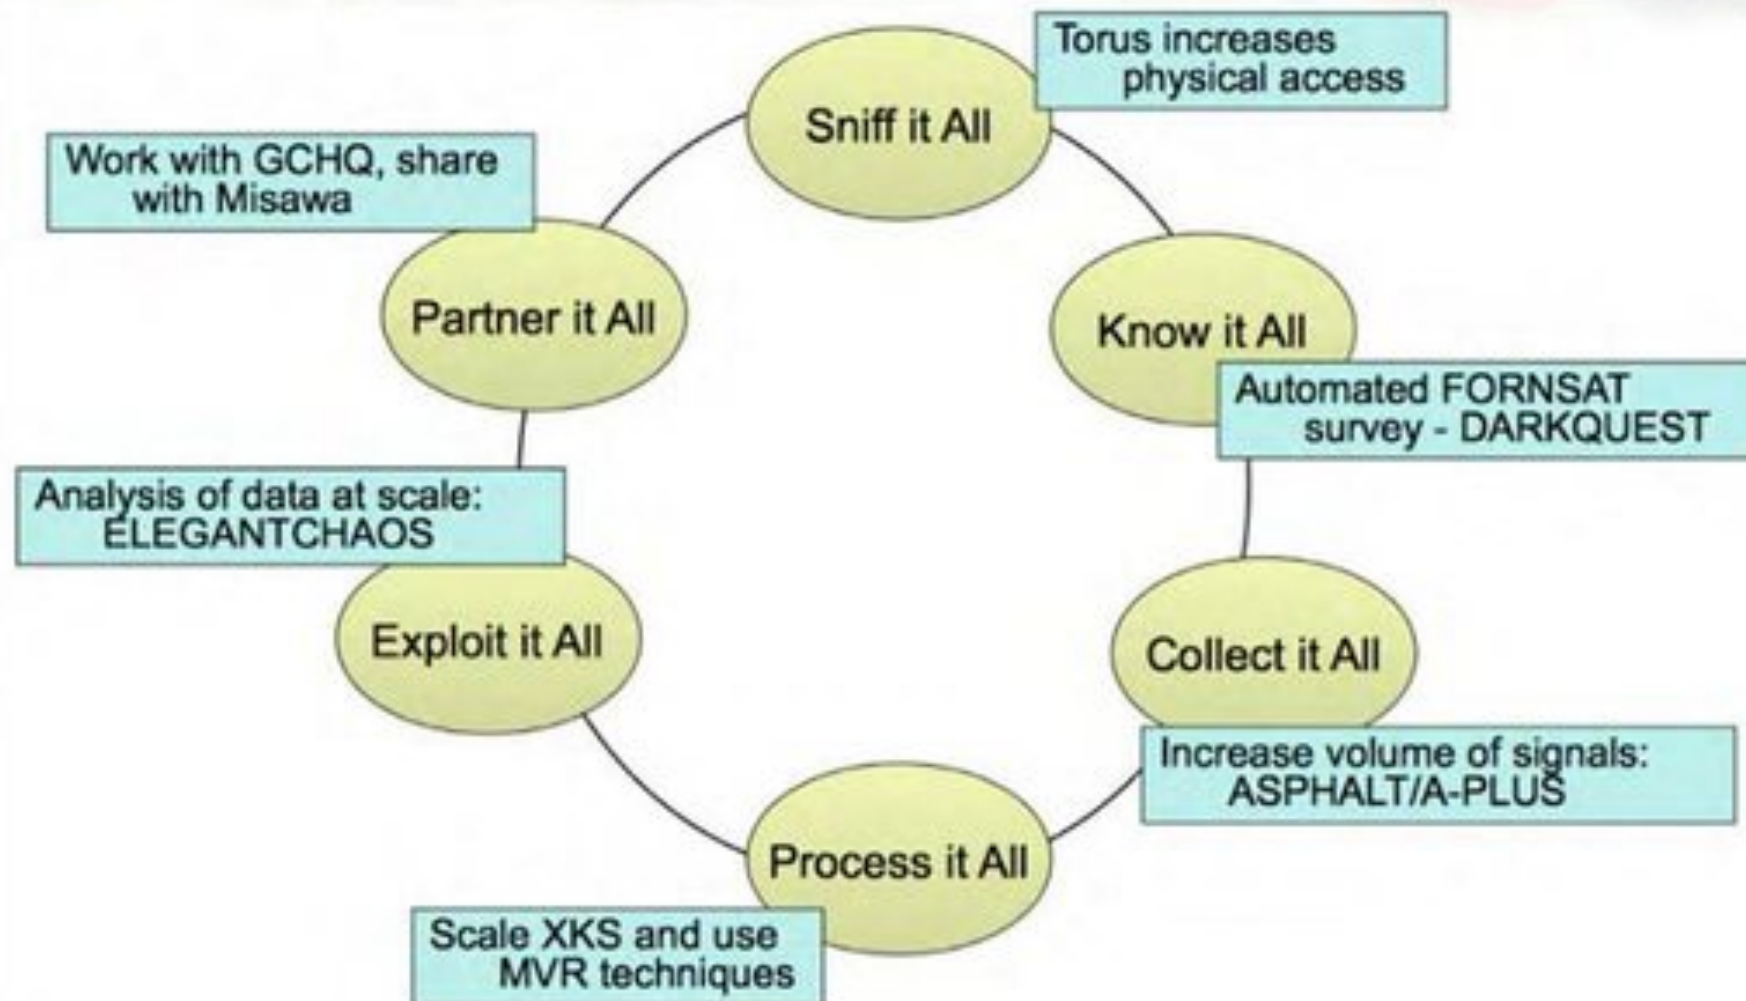 Sniff it All
Torus increases
physical access
Know it All
Automated FORNSAT
survey - DARKQUEST
Collect it All
Increase volume of signals:
ASPHALT/A-PLUS
Process it All
Scale XKS and use
MVR techniques
Exploit it All
Analysis of data at scale:
ELEGANTCHAOS
Partner it All
Work with GCHQ, share
with Misawa